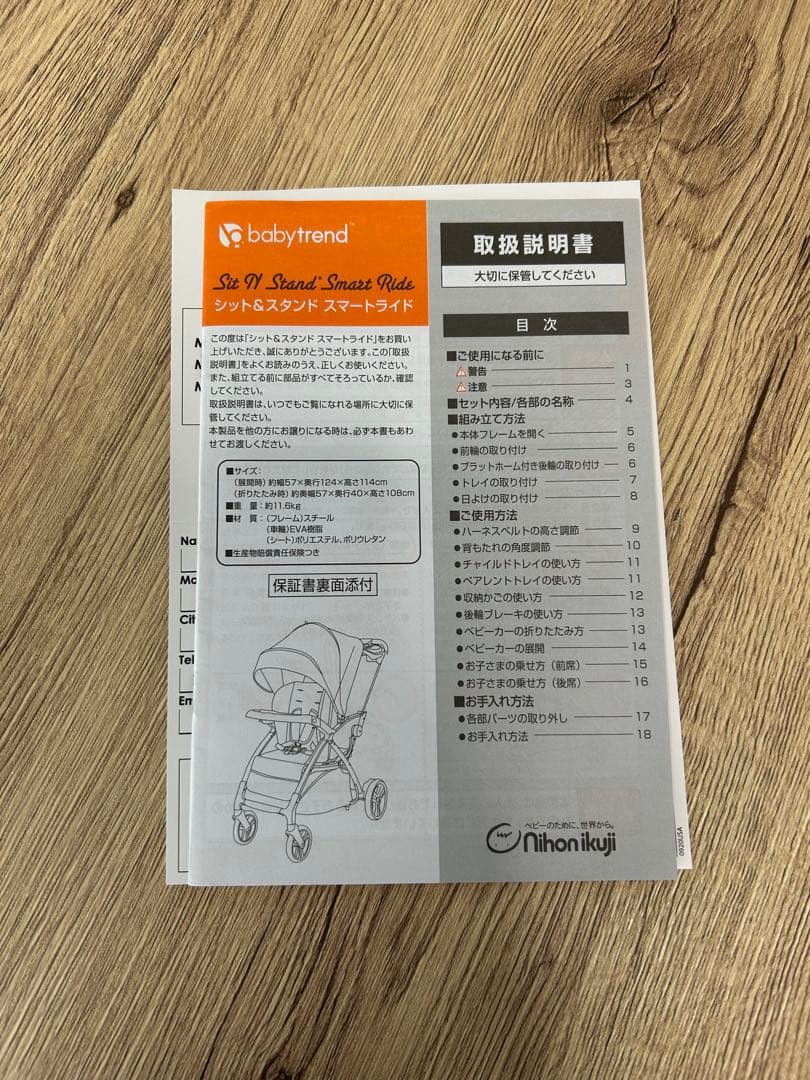 babytrend™
Sit N' Stand® Smart Ride
シット&スタンド スマートライド
この度は「シット&スタンド スマートライド」をお買い
上げいただき、誠にありがとうございます。この「取扱
説明書」をよくお読みのうえ、正しくお使いください。
また、組立てる前に部品がすべてそろっているか、確認
してください。
取扱説明書は、いつでもご覧になれる場所に大切に保
管してください。
本製品を他の方にお譲りになる時は、必ず本書もあわ
せてお渡しください。
■サイズ:
(展開時) 約幅57×奥行124×高さ114cm
(折りたたみ時) 約奥幅57×奥行40×高さ108cm
■重 量:約11.6kg
■材 質:(フレーム)スチール
(車輪)EVA樹脂
(シート)ポリエステル、ポリウレタン
■生産物賠償責任保険つき
保証書裏面添付
取扱説明書
大切に保管してください
目 次
■ご使用になる前に
警告 1
注意 3
■セット内容/各部の名称 4
■組み立て方法
●本体フレームを開く 5
●前輪の取り付け 6
●プラットホーム付き後輪の取り付け 6
●トレイの取り付け 7
●日よけの取り付け 8
■ご使用方法
●ハーネスベルトの高さ調節 9
●背もたれの角度調節 10
●チャイルドトレイの使い方 11
●ペアレントトレイの使い方 11
●収納かごの使い方 12
●後輪ブレーキの使い方 13
●ベビーカーの折りたたみ方 13
●ベビーカーの展開 14
●お子さまの乗せ方(前席) 15
●お子さまの乗せ方(後席) 16
■お手入れ方法
●各部パーツの取り外し 17
●お手入れ方法 18
ベビーのために、世界から。
nihonikuji
0920USA
Na
Mo
Cit
Tel
Em